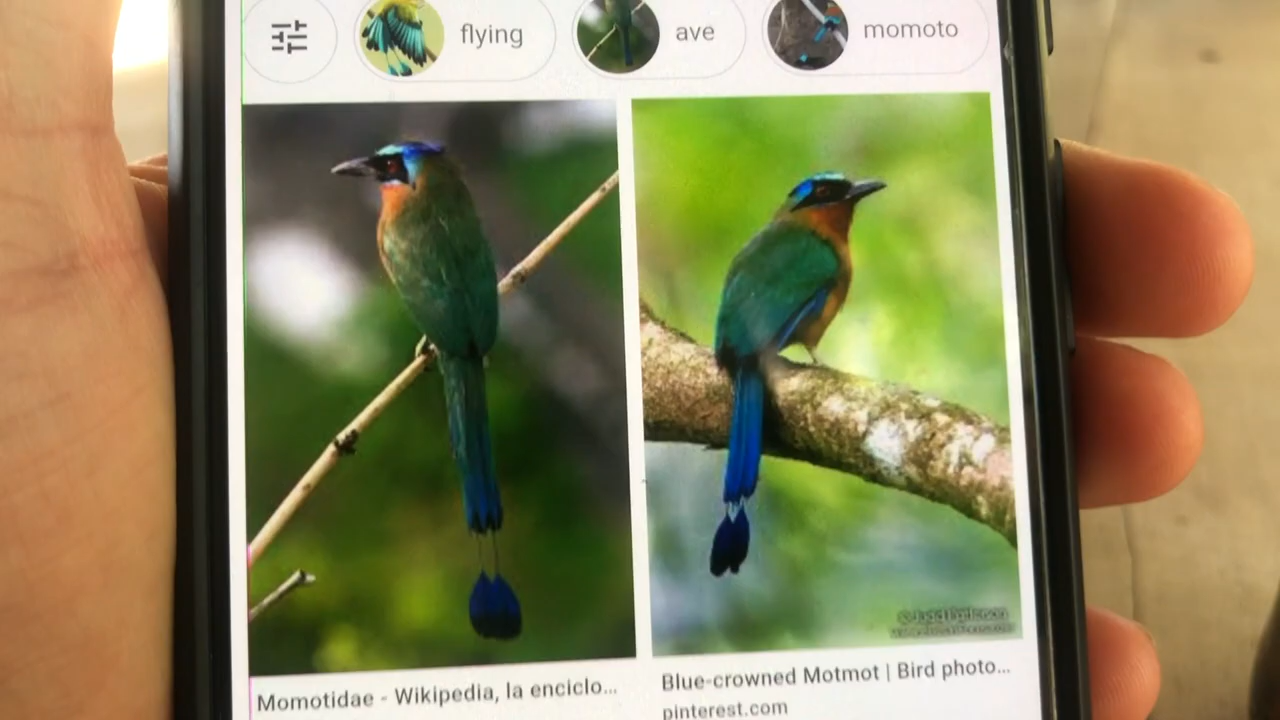 flying
ave
momoto
Momotidae - Wikipedia, la enciclo...
Blue-crowned Motmot | Bird photo...
pinterest.com